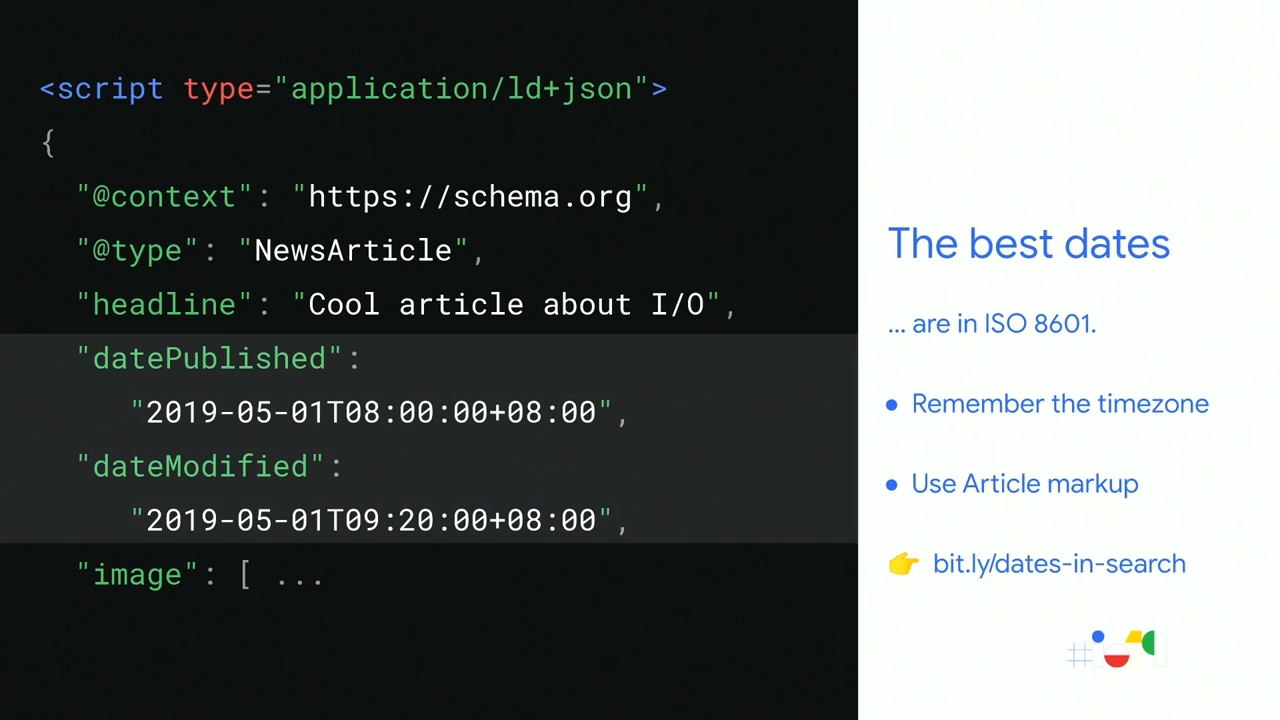 <script type="application/ld+json">
{
"@context": "https://schema.org",
"@type": "NewsArticle",
"headline": "Cool article about I/O",
"datePublished":
"2019-05-01T08:00:00+08:00",
"dateModified":
"2019-05-01T09:20:00+08:00",
"image": [ ...
The best dates
... are in ISO 8601.
● Remember the timezone
● Use Article markup
👉 bit.ly/dates-in-search